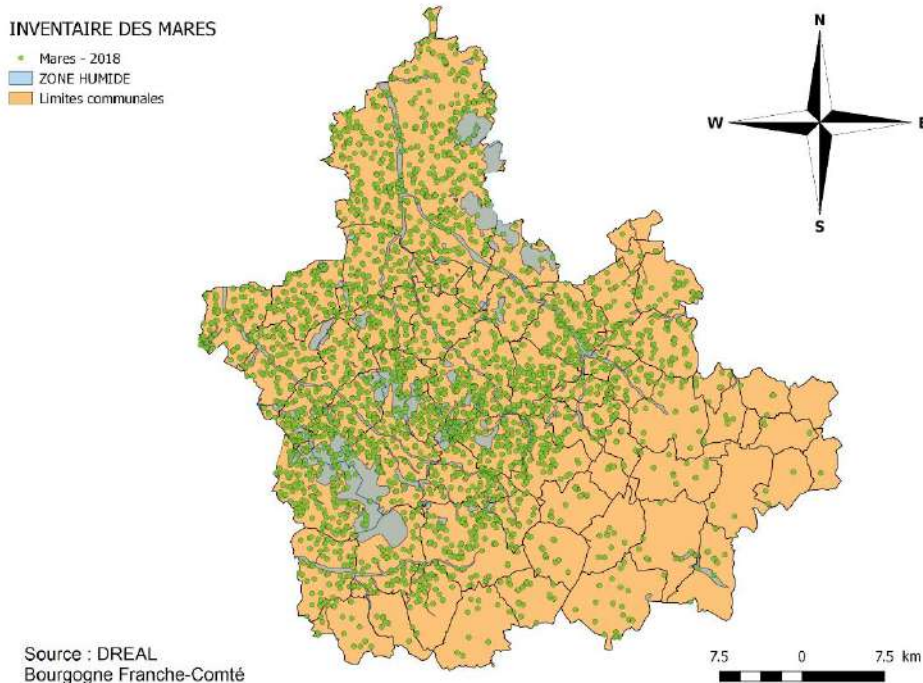 INVENTAIRE DES MARES
Mares - 2018
ZONE HUMIDE
Limites communales
N
W
E
S
Source : DREAL
Bourgogne Franche-Comté
7.5 0 7.5 km